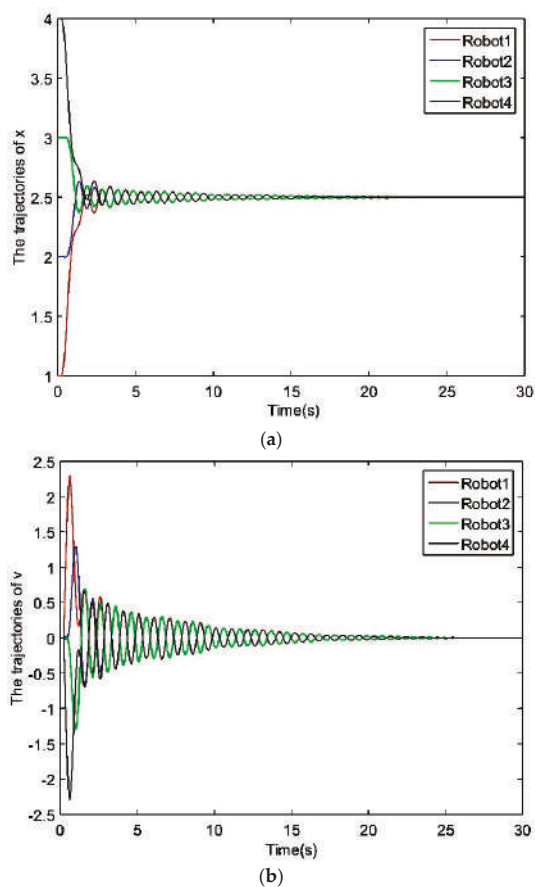 The trajectories of x
4
3.5
3
2.5
2
1.5
1
0 5 10 15 20 25 30
Time(s)
Robot1
Robot2
Robot3
Robot4
(a)
The trajectories of v
2.5
2
1.5
1
0.5
0
-0.5
-1
-1.5
-2
-2.5
0 5 10 15 20 25 30
Time(s)
Robot1
Robot2
Robot3
Robot4
(b)